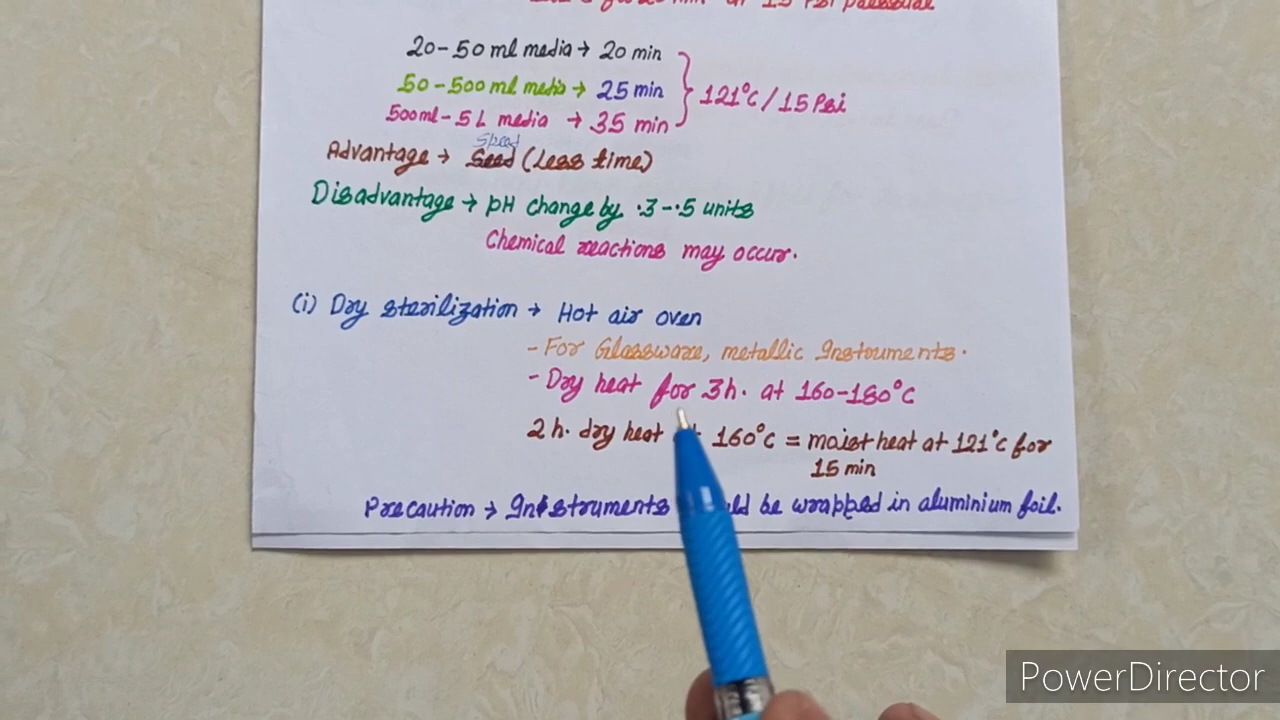 at 15 Psi
20-50 ml media → 20 min
50-500 ml media → 25 min
500ml-5L media → 35 min
121°C/15 Psi
Speed
Advantage → Seed (Less time)
Disadvantage → pH change by .3-.5 units
Chemical reactions may occur.
(i) Dry sterilization → Hot air oven
- For Glassware, metallic Instruments.
- Dry heat for 3h. at 160-180°C
2 h. dry heat 160°C = moist heat at 121°C for
15 min
Precaution → Instruments be wrapped in aluminium foil.
PowerDirector